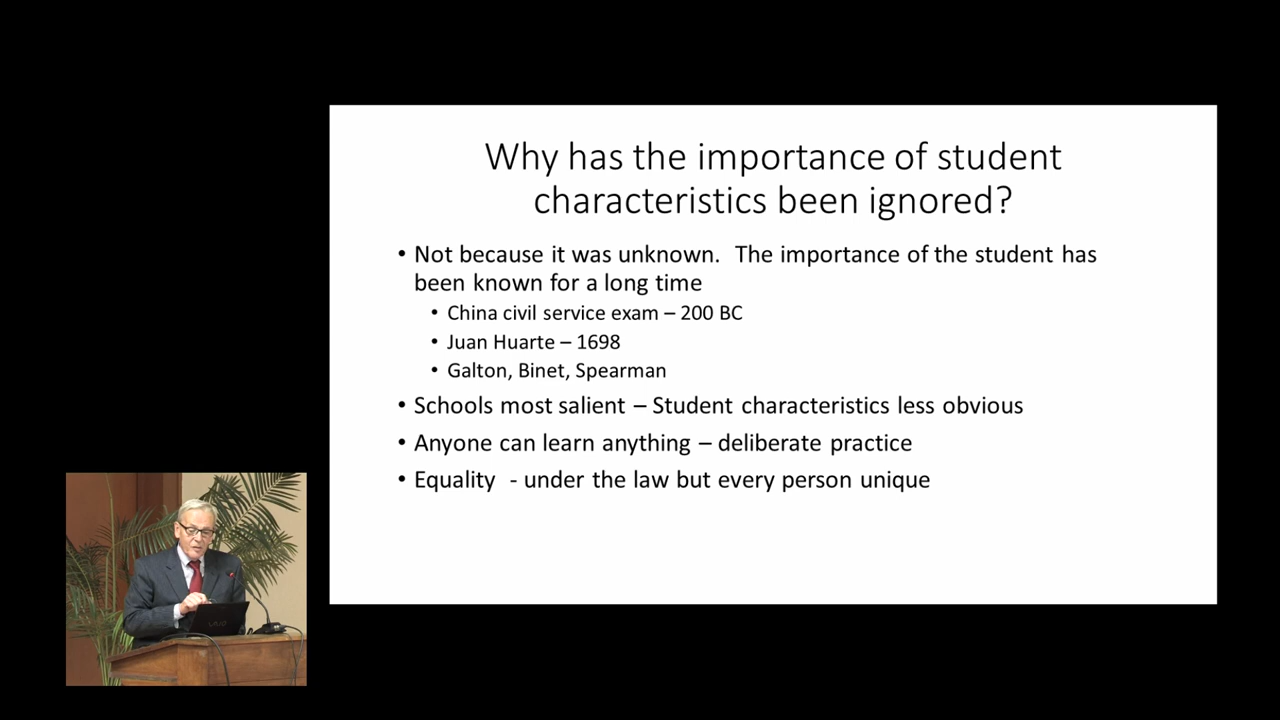 Why has the importance of student
characteristics been ignored?
• Not because it was unknown.  The importance of the student has
been known for a long time
• China civil service exam – 200 BC
• Juan Huarte – 1698
• Galton, Binet, Spearman
• Schools most salient – Student characteristics less obvious
• Anyone can learn anything – deliberate practice
• Equality  - under the law but every person unique
VAIO